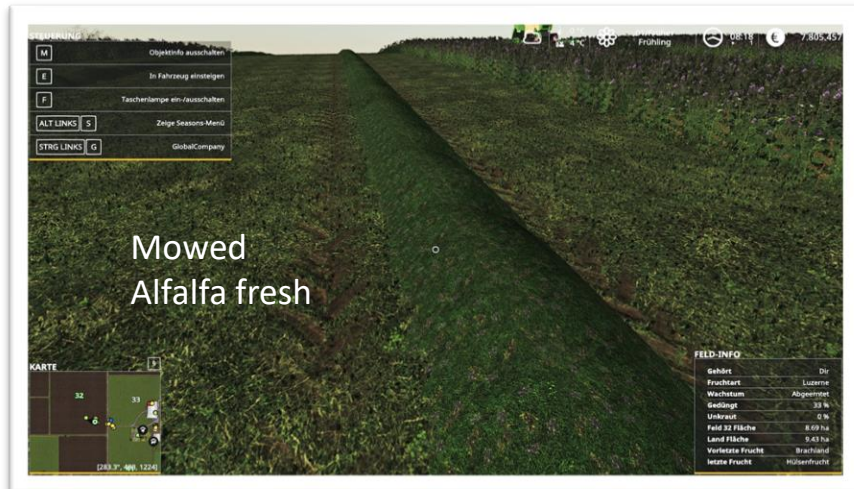 STEUERUNG
M Objektinfo ausschalten
E In Fahrzeug einsteigen
F Taschenlampe ein-/ausschalten
ALT LINKS S Zeige Seasons-Menü
STRG LINKS G GlobalCompany
4 °C
Frühling
08:18
€ 7,805,457
Mowed
Alfalfa fresh
KARTE
32
33
FELD-INFO
Gehört Dir
Fruchtart Luzerne
Wachstum Abgeerntet
Gedüngt 33 %
Unkraut 0 %
Feld 32 Fläche 8.69 ha
Land Fläche 9.43 ha
Vorletzte Frucht Brachland
letzte Frucht Hülsenfrucht